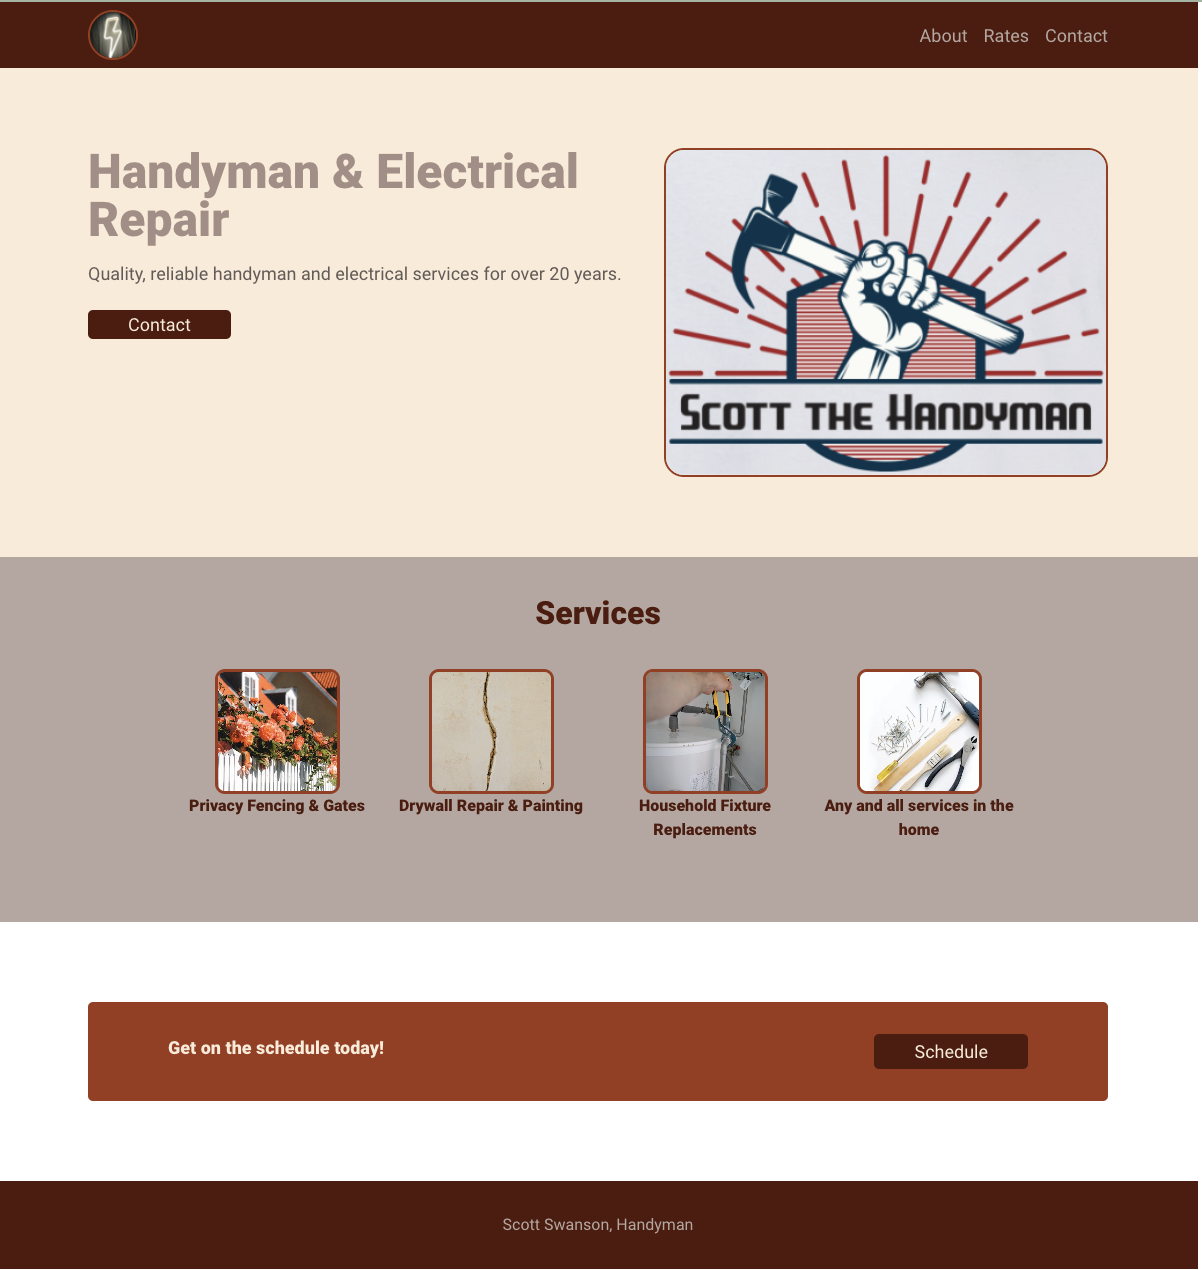 About Rates Contact
Handyman & Electrical
Repair
Quality, reliable handyman and electrical services for over 20 years.
Contact
Scott the Handyman
Services
Privacy Fencing & Gates
Drywall Repair & Painting
Household Fixture
Replacements
Any and all services in the
home
Get on the schedule today!
Schedule
Scott Swanson, Handyman